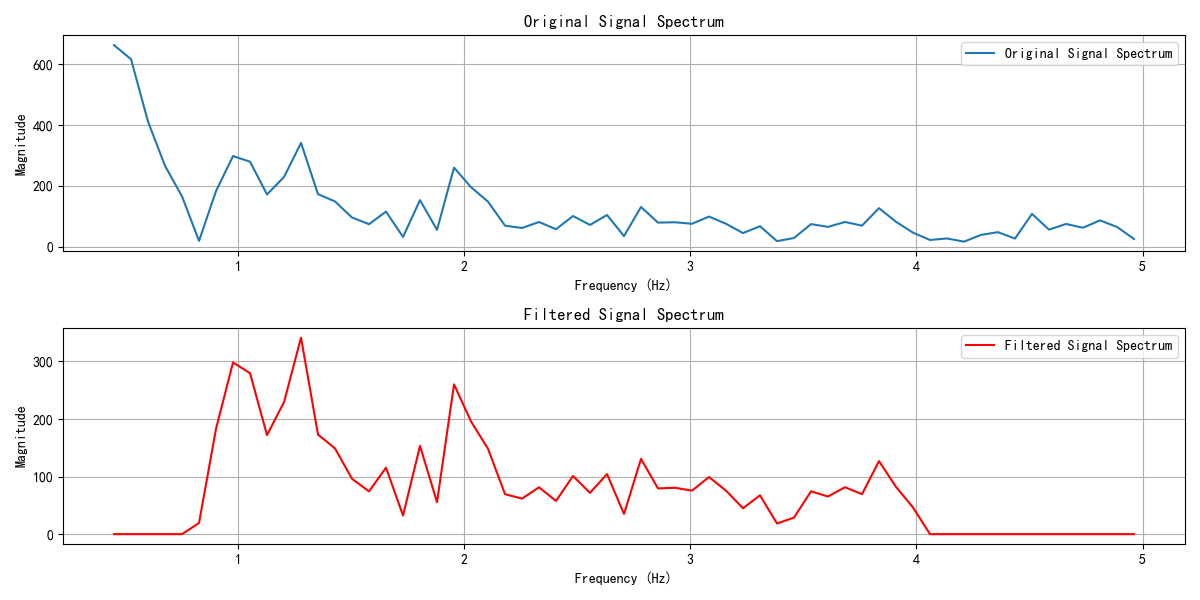 Original Signal Spectrum
Original Signal Spectrum
600
400
200
0
Magnitude
1 2 3 4 5
Frequency (Hz)
Filtered Signal Spectrum
Filtered Signal Spectrum
300
200
100
0
Magnitude
1 2 3 4 5
Frequency (Hz)